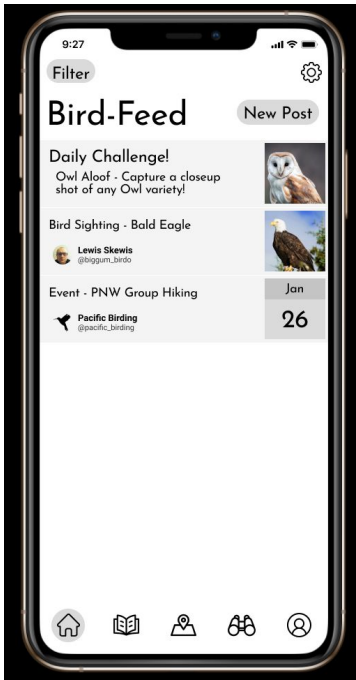 9:27
Filter
Bird-Feed
New Post
Daily Challenge!
Owl Aloof - Capture a closeup
shot of any Owl variety!
Bird Sighting - Bald Eagle
Lewis Skewis
@biggum_birdo
Event - PNW Group Hiking
Pacific Birding
@pacific_birding
Jan
26